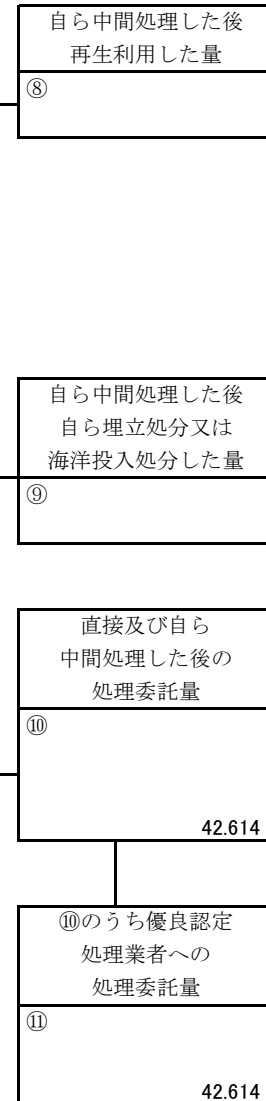 自ら中間処理した後
再生利用した量
⑧
自ら中間処理した後
自ら埋立処分又は
海洋投入処分した量
⑨
直接及び自ら
中間処理した後の
処理委託量
⑩
42.614
⑩のうち優良認定
処理業者への
処理委託量
⑪
42.614